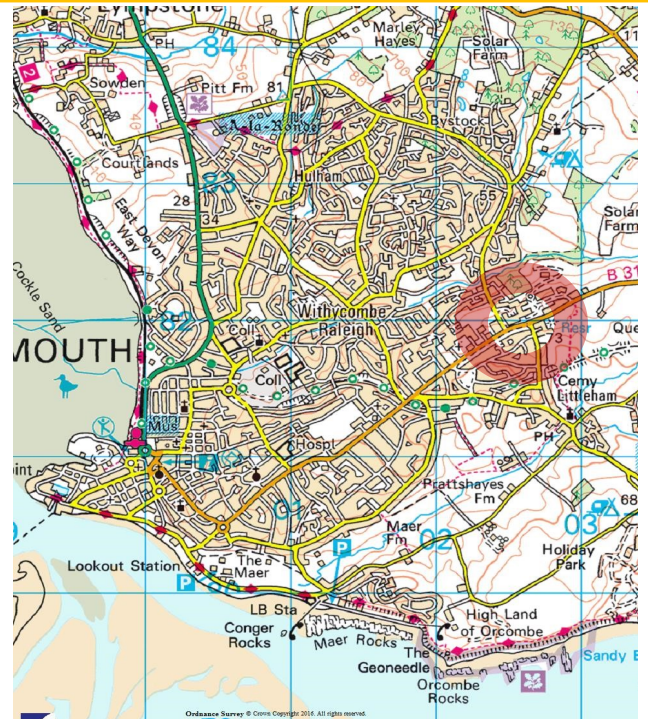 Lympstone
PH
84
Marley
Hayes
Solar
Farm
11
2
Sowden
Pitt Fm
81
A-la-Ronde
Bystock
Courtlands
Hulham
83
28
34
55
Solar
Farm
East Devon
Way
Cockle Sand
B 31
82
Coll
Withycombe
Raleigh
Resr
3
Que
MOUTH
Coll
Cemy
Littleham
Mus
Hospl
PH
oint
Prattshayes
Fm
01
68
Maer
Fm
02
03
Holiday
Park
P
Lookout Station
The
Maer
P
LB Sta
High Land
of Orcombe
Conger
Rocks
Maer Rocks
The
Geoneedle
Sandy B
Orcombe
Rocks
Ordnance Survey © Crown Copyright 2016. All rights reserved.